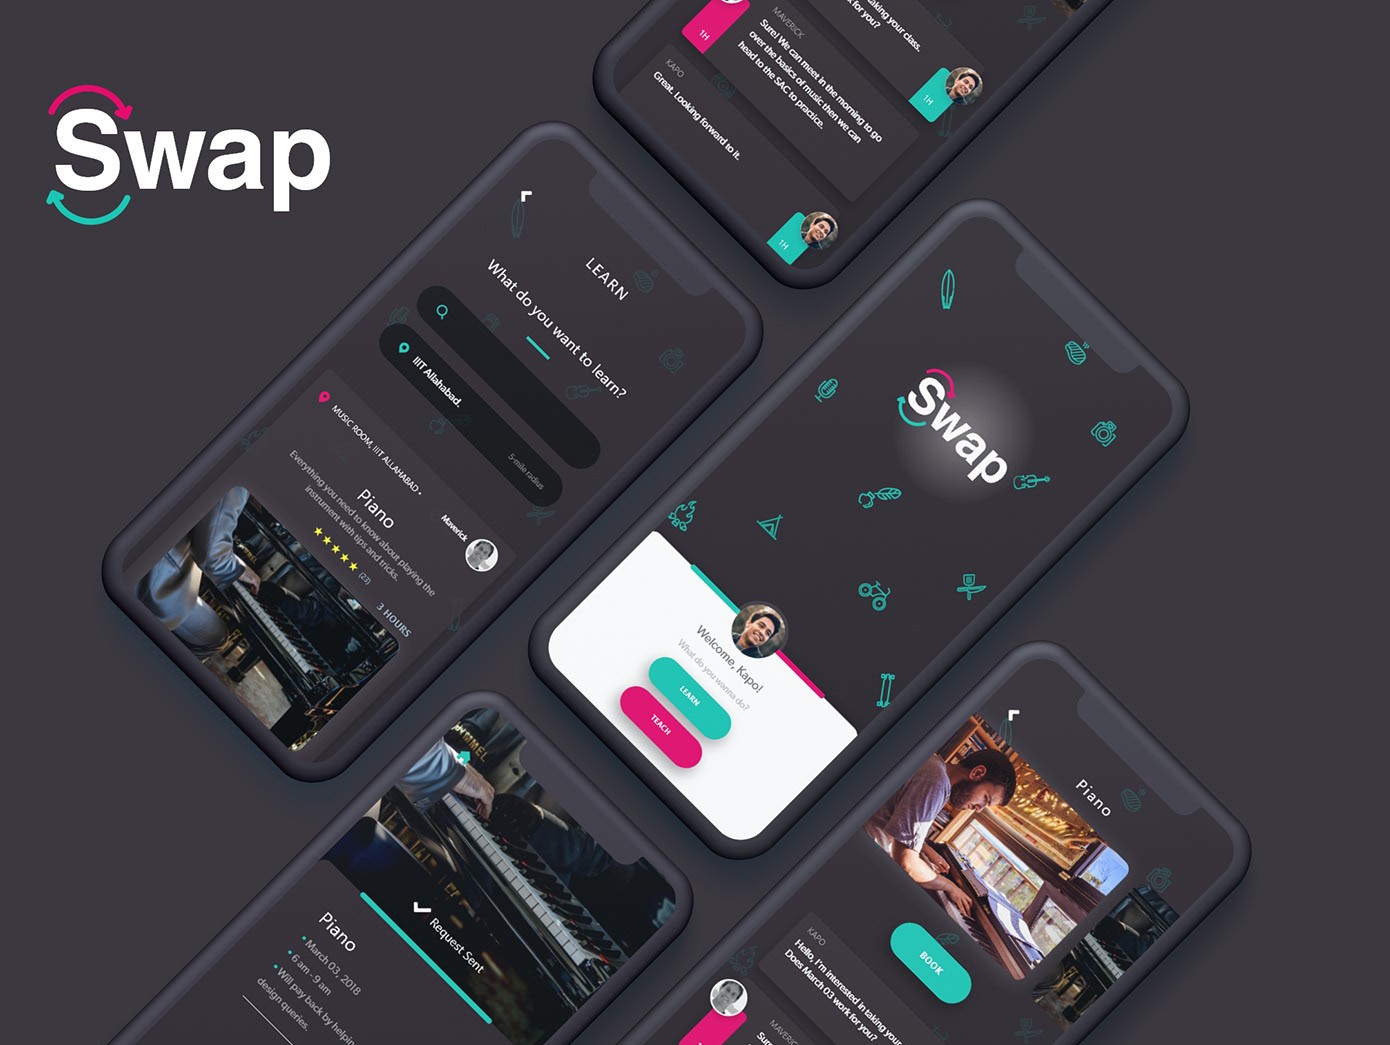 Swap
LEARN
What do you want to learn?
IIIT Allahabad.
5-mile radius
MUSIC ROOM, IIIT ALLAHABAD •
Maverick
Piano
Everything you need to know about playing the
instrument with tips and tricks.
(23)
3 HOURS
taking your class.
k for you?
1H
MAVERICK
Sure! We can meet in the morning to go
over the basics of music then we can
head to the SAC to practice.
1H
KAPO
Great. Looking forward to it.
1H
Swap
Welcome, Kapo!
What do you wanna do?
LEARN
TEACH
Request Sent
Piano
• March 03, 2018
• 6 am - 9 am
• Will pay back by helpin
design queries.
Piano
BOOK
KAPO
Hello, I'm interested in taking your
Does March 03 work for you?
MAVERICK